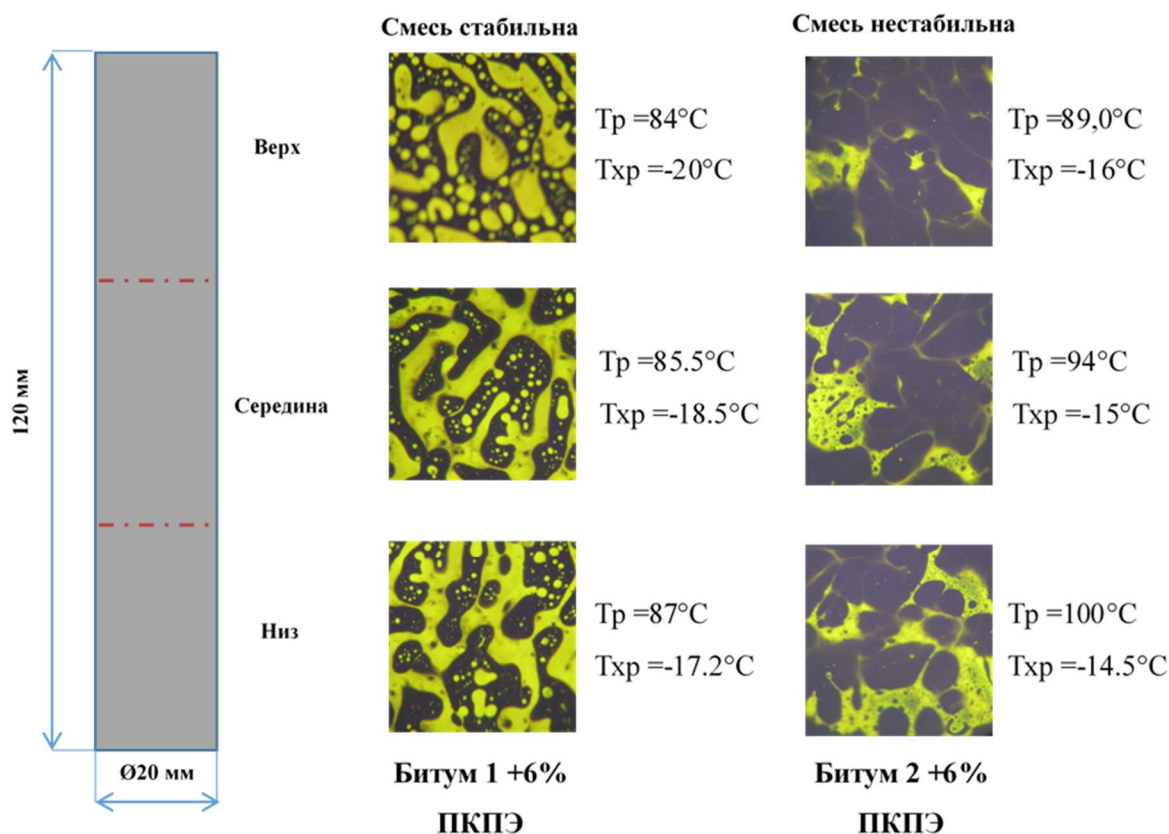 Смесь стабильна
Смесь нестабильна
Верх
Тр =84°C
Тхр =-20°C
Тр =89,0°C
Тхр =-16°C
120 мм
Середина
Тр =85.5°C
Тхр =-18.5°C
Тр =94°C
Тхр =-15°C
Низ
Тр =87°C
Тхр =-17.2°C
Тр =100°C
Тхр =-14.5°C
Ø20 мм
Битум 1 +6%
ПКПЭ
Битум 2 +6%
ПКПЭ